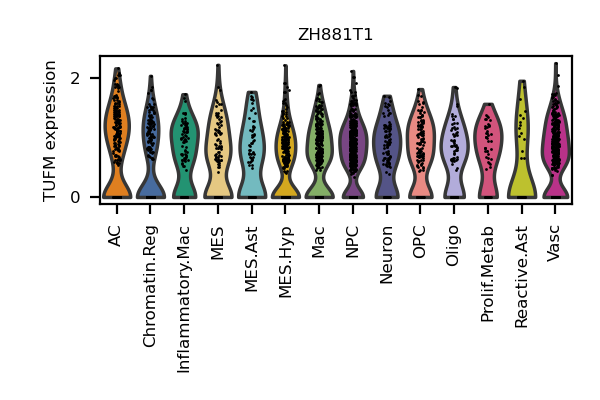 ZH881T1
TUFM expression
2
0
AC
Chromatin.Reg
Inflammatory.Mac
MES
MES.Ast
MES.Hyp
Mac
NPC
Neuron
OPC
Oligo
Prolif.Metab
Reactive.Ast
Vasc